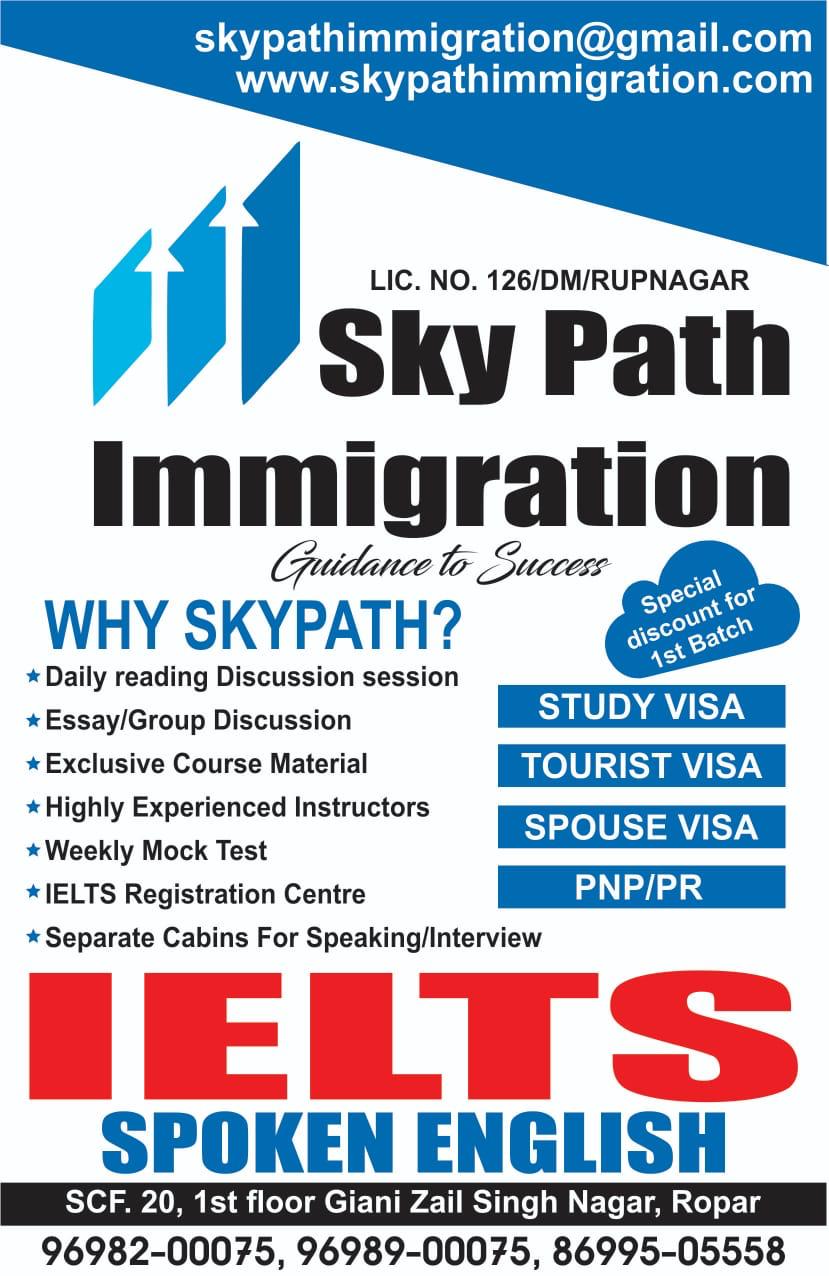 skypathimmigration@gmail.com
www.skypathimmigration.com
LIC. NO. 126/DM/RUPNAGAR
Sky Path
Immigration
Guidance to Success
WHY SKYPATH?
Special
discount for
1st Batch
Daily reading Discussion session
Essay/Group Discussion
Exclusive Course Material
Highly Experienced Instructors
Weekly Mock Test
IELTS Registration Centre
Separate Cabins For Speaking/Interview
STUDY VISA
TOURIST VISA
SPOUSE VISA
PNP/PR
IELTS
SPOKEN ENGLISH
SCF. 20, 1st floor Giani Zail Singh Nagar, Ropar
96982-00075, 96989-00075, 86995-05558